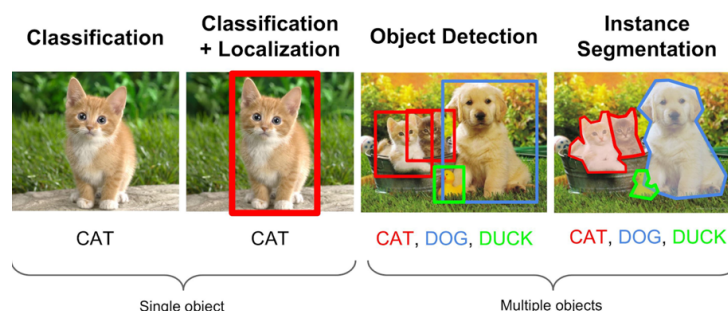 Classification
Classification
+ Localization
Object Detection
Instance
Segmentation
CAT
CAT
CAT, DOG, DUCK
CAT, DOG, DUCK
Single object
Multiple objects